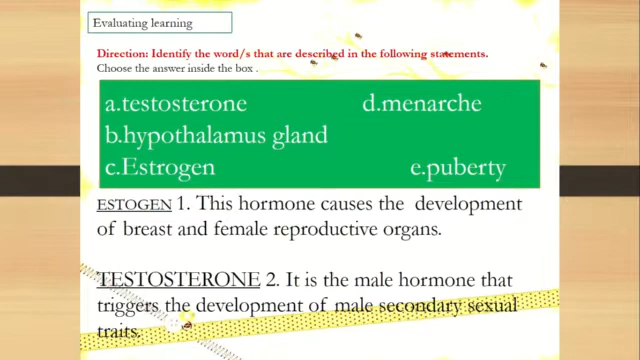 Evaluating learning
Direction: Identify the word/s that are described in the following statements.
Choose the answer inside the box .
a.testosterone d.menarche
b.hypothalamus gland
c.Estrogen e.puberty
ESTOGEN 1. This hormone causes the development
of breast and female reproductive organs.
TESTOSTERONE 2. It is the male hormone that
triggers the development of male secondary sexual
traits.